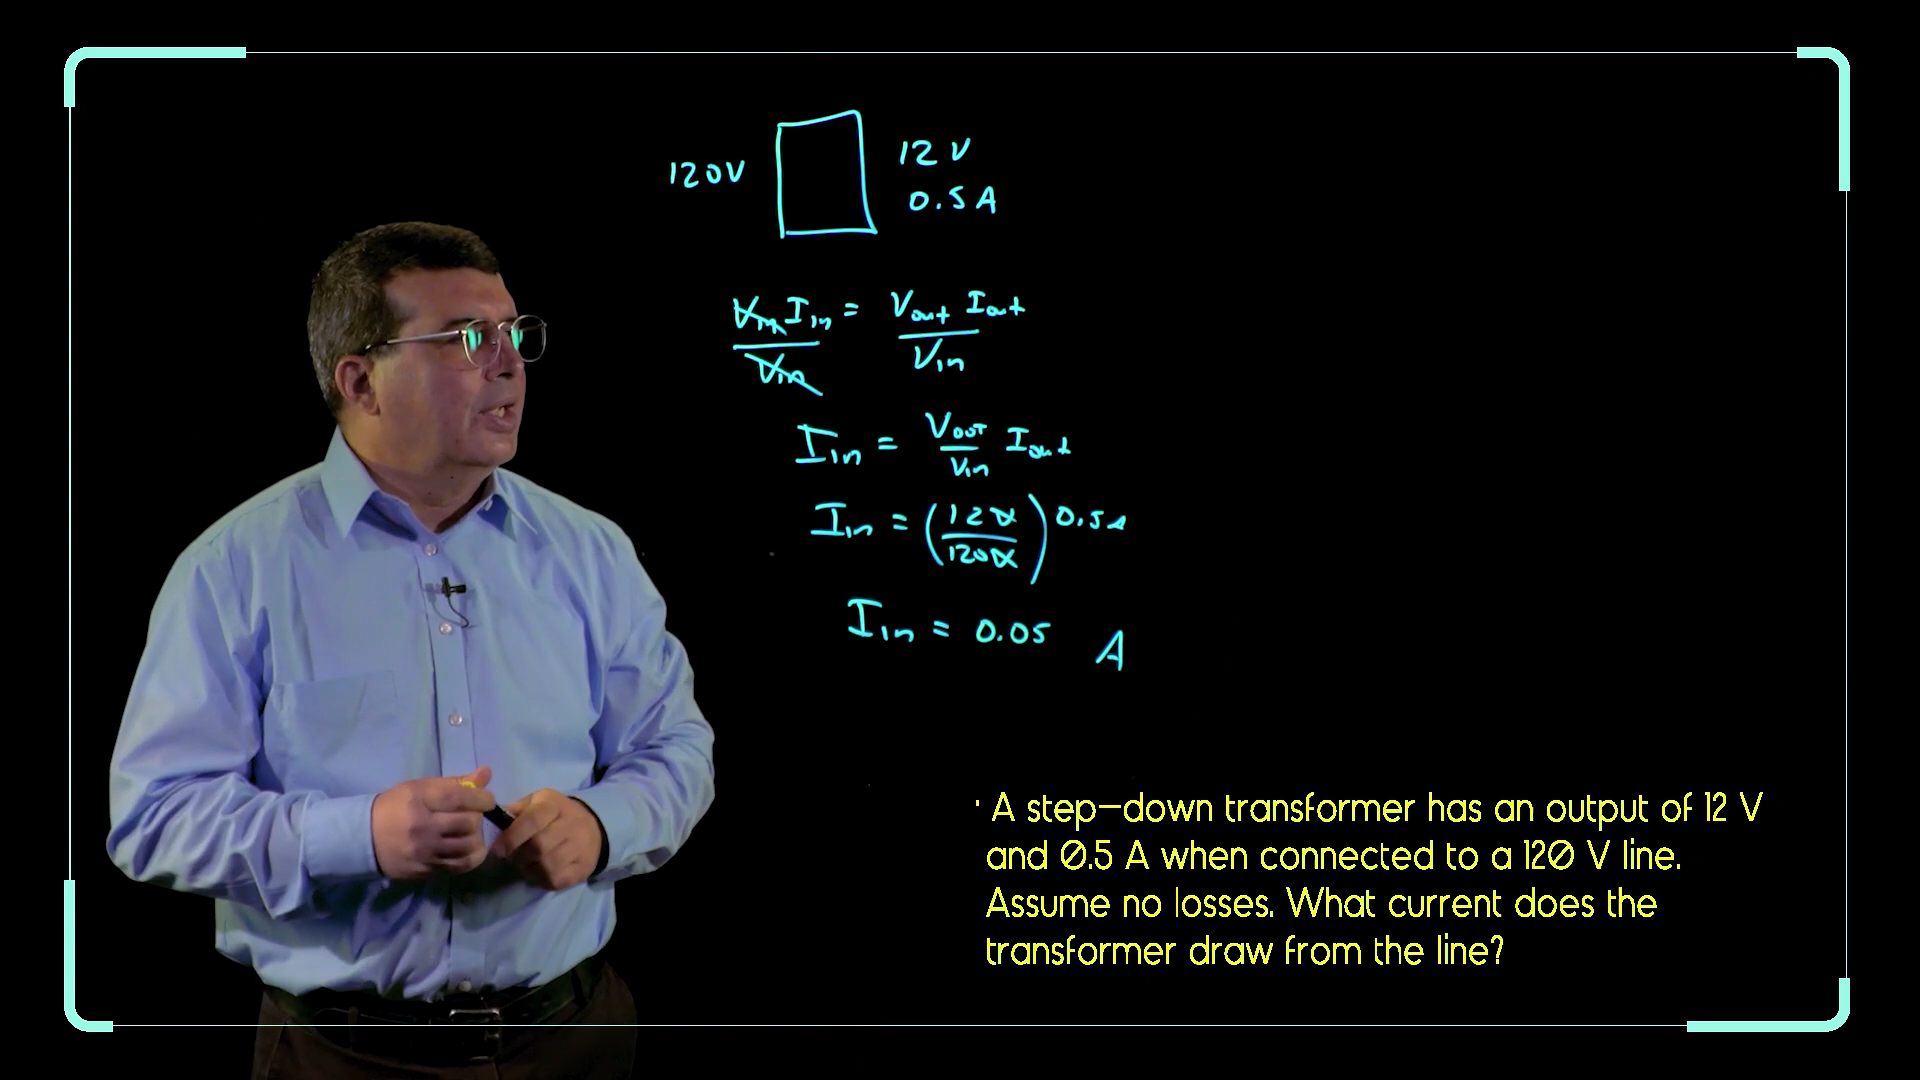 120V
12 V
0.5 A
Vin Iin = Vout Iout
Vin Vin
Iin = Vout Iout
Vin
Iin = (12V) 0.5A
120V
Iin = 0.05 A
· A step-down transformer has an output of 12 V
and 0.5 A when connected to a 120 V line.
Assume no losses. What current does the
transformer draw from the line?